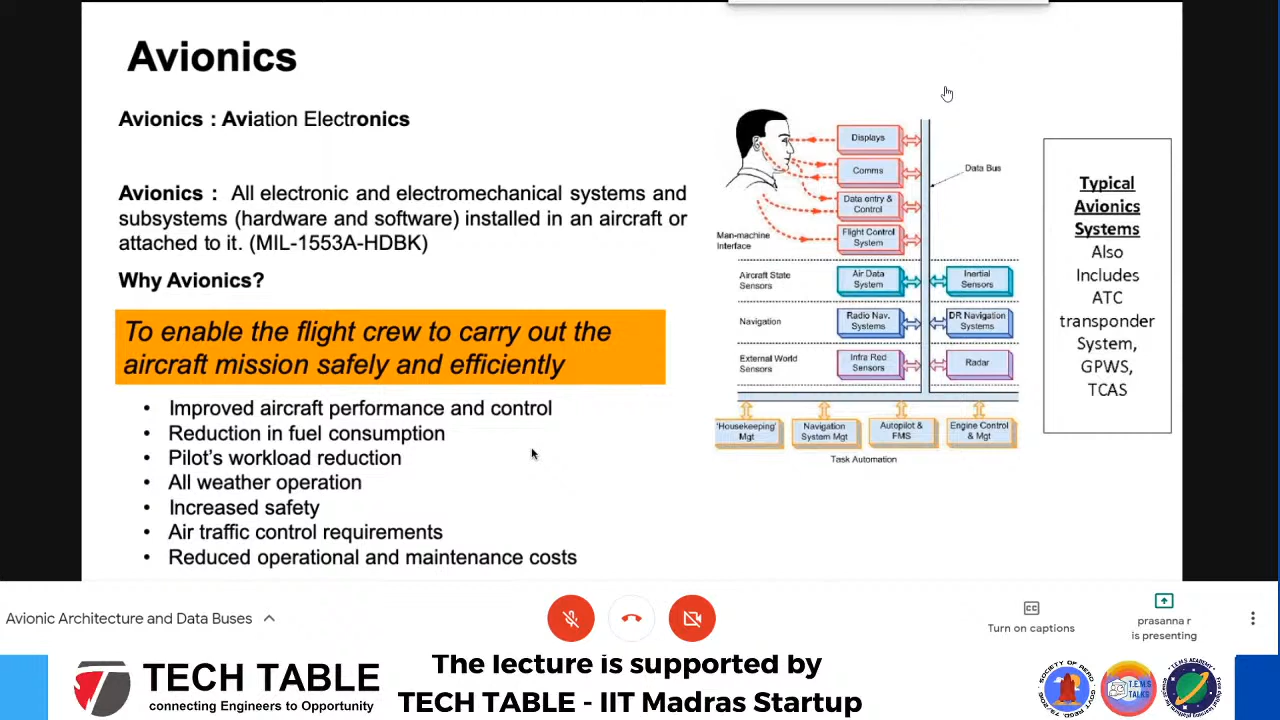 Avionics
Avionics : Aviation Electronics
Avionics : All electronic and electromechanical systems and
subsystens (hardware and software) installed in an aircraft or
attached to it. (MIL-1553A-HDBK)
Why Avionics?
To enable the flight crew to carry out the
aircraft mission safely and efficiently
• Improved aircraft performance and control
• Reduction in fuel consumption
• Pilot's workload reduction
• All weather operation
• Increased safety
• Air traffic control requirements
• Reduced operational and maintenance costs
Displays
Comms
Data Bus
Data entry &
Control
Man-machine
Interface
Flight Control
System
Aircraft State
Sensors
Air Data
System
Inertial
Sensors
Navigation
Radio Nav.
Systems
DR Navigation
Systems
External World
Sensors
Infra Red
Sensors
Radar
'Housekeeping'
Mgt
Navigation
System Mgt
Autopilot &
FMS
Engine Control
& Mgt
Task Automation
Typical
Avionics
Systems
Also
Includes
ATC
transponder
System,
GPWS,
TCAS
Avionic Architecture and Data Buses
Turn on captions
prasanna r
is presenting
TECH TABLE
connecting Engineers to Opportunity
The lecture is supported by
TECH TABLE - IIT Madras Startup
T.E.M.S
TALKS